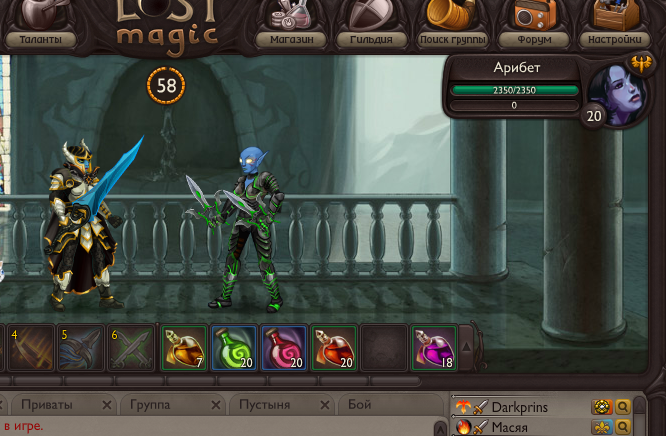 LOST
magic
Таланты
Магазин
Гильдия
Поиск группы
Форум
Настройки
58
Арибет
2350/2350
0
20
4
5
6
7
20
20
20
18
Приваты
Группа
Пустыня
Бой
в игре.
Darkprins
Масяя